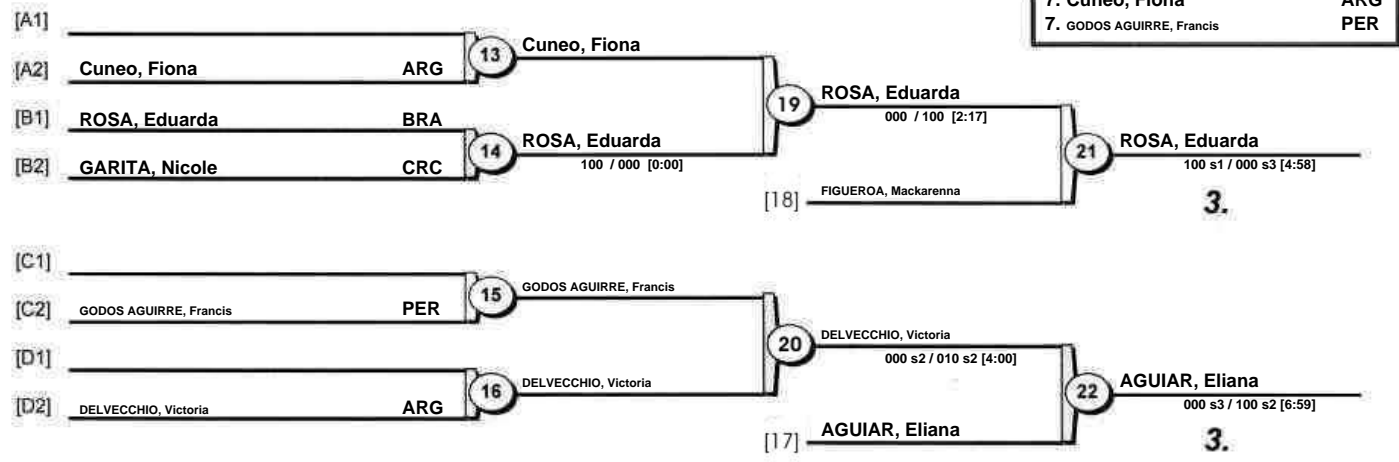 7. Cuneo, Fiona ARG
7. GODOS AGUIRRE, Francis PER
[A1]
[A2] Cuneo, Fiona ARG
13 Cuneo, Fiona
[B1] ROSA, Eduarda BRA
[B2] GARITA, Nicole CRC
14 ROSA, Eduarda
100 / 000 [0:00]
19 ROSA, Eduarda
000 / 100 [2:17]
[18] FIGUEROA, Mackarenna
21 ROSA, Eduarda
100 s1 / 000 s3 [4:58]
3.
[C1]
[C2] GODOS AGUIRRE, Francis PER
15 GODOS AGUIRRE, Francis
[D1]
[D2] DELVECCHIO, Victoria ARG
16 DELVECCHIO, Victoria
20 DELVECCHIO, Victoria
000 s2 / 010 s2 [4:00]
[17] AGUIAR, Eliana
22 AGUIAR, Eliana
000 s3 / 100 s2 [6:59]
3.